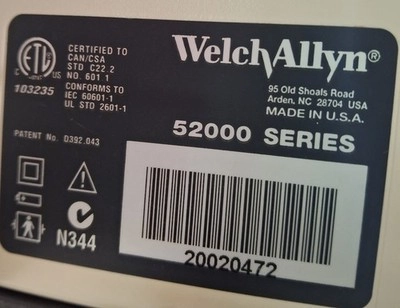 ETL
C
US
103235
CERTIFIED TO
CAN/CSA
STD C22.2
NO. 601 1
CONFORMS TO
IEC 60601-1
UL STD 2601-1
WelchAllyn®
95 Old Shoals Road
Arden, NC 28704 USA
MADE IN U.S.A.
PATENT No. D392.043
52000 SERIES
N344
20020472